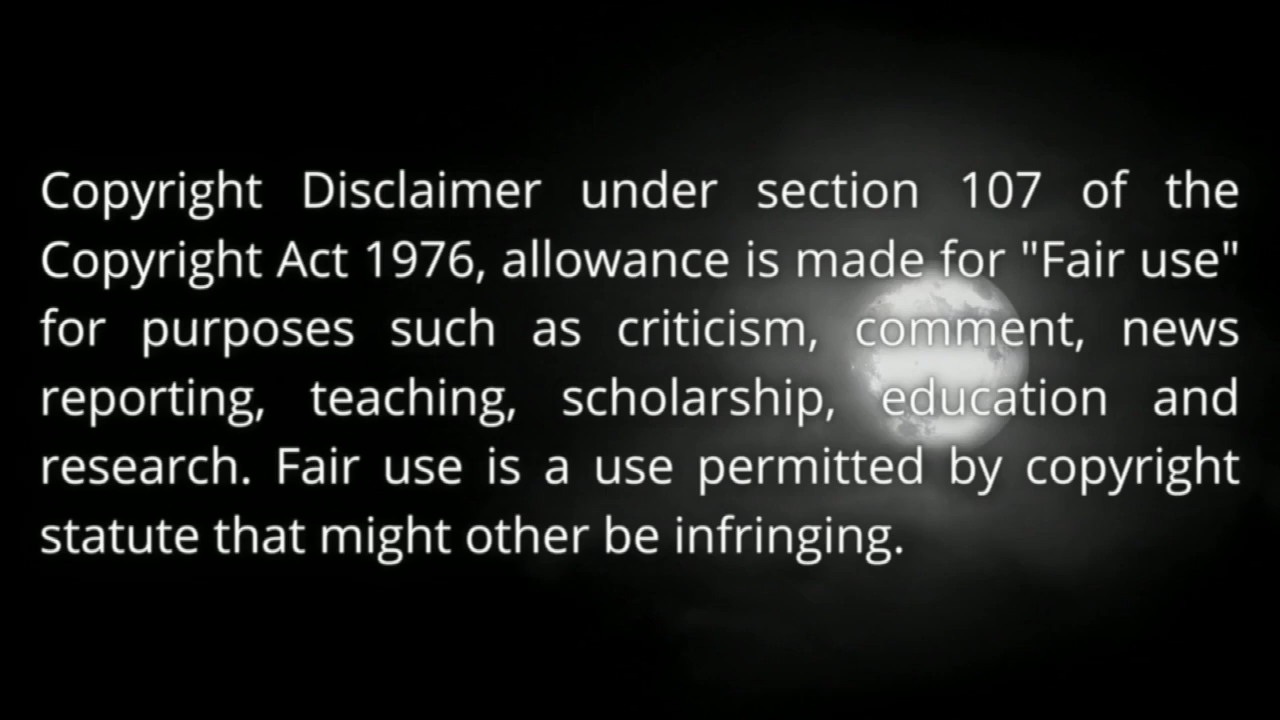 Copyright Disclaimer under section 107 of the
Copyright Act 1976, allowance is made for "Fair use"
for purposes such as criticism, comment, news
reporting, teaching, scholarship, education and
research. Fair use is a use permitted by copyright
statute that might other be infringing.